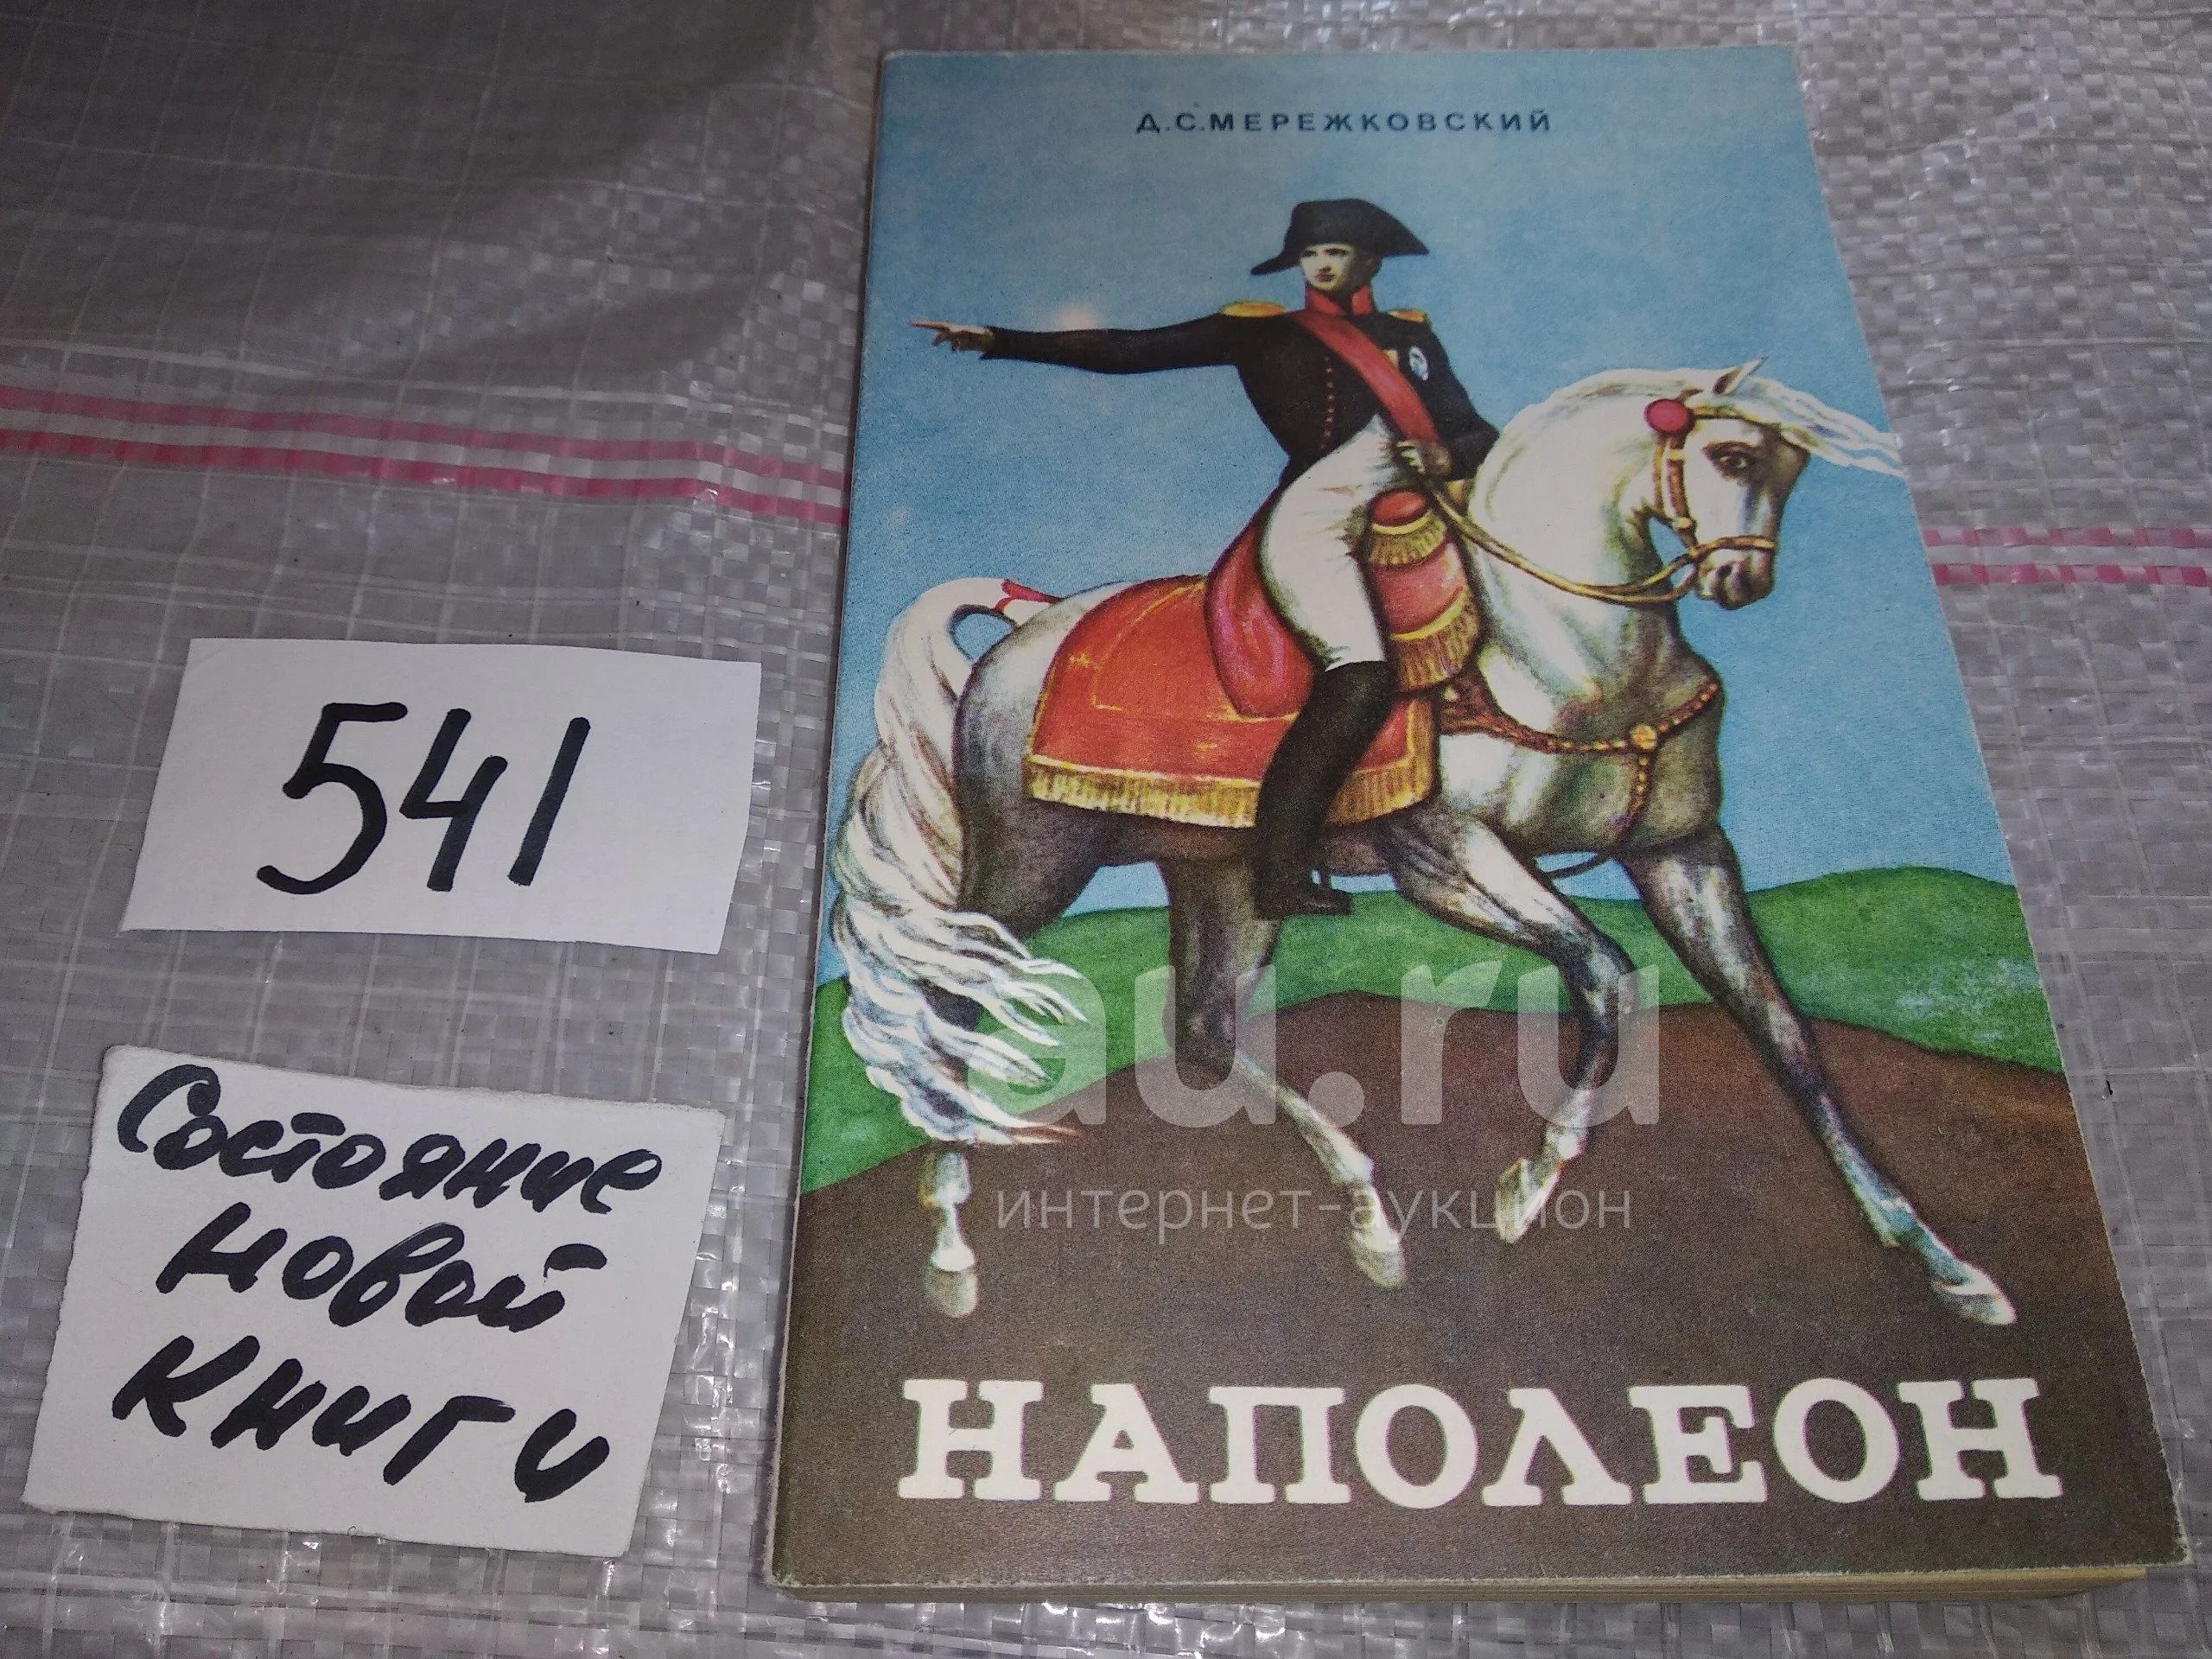 Д.С.МЕРЕЖКОВСКИЙ
541
Состояние
новой
книги
au.ru
интернет-аукцион
НАПОЛЕОН